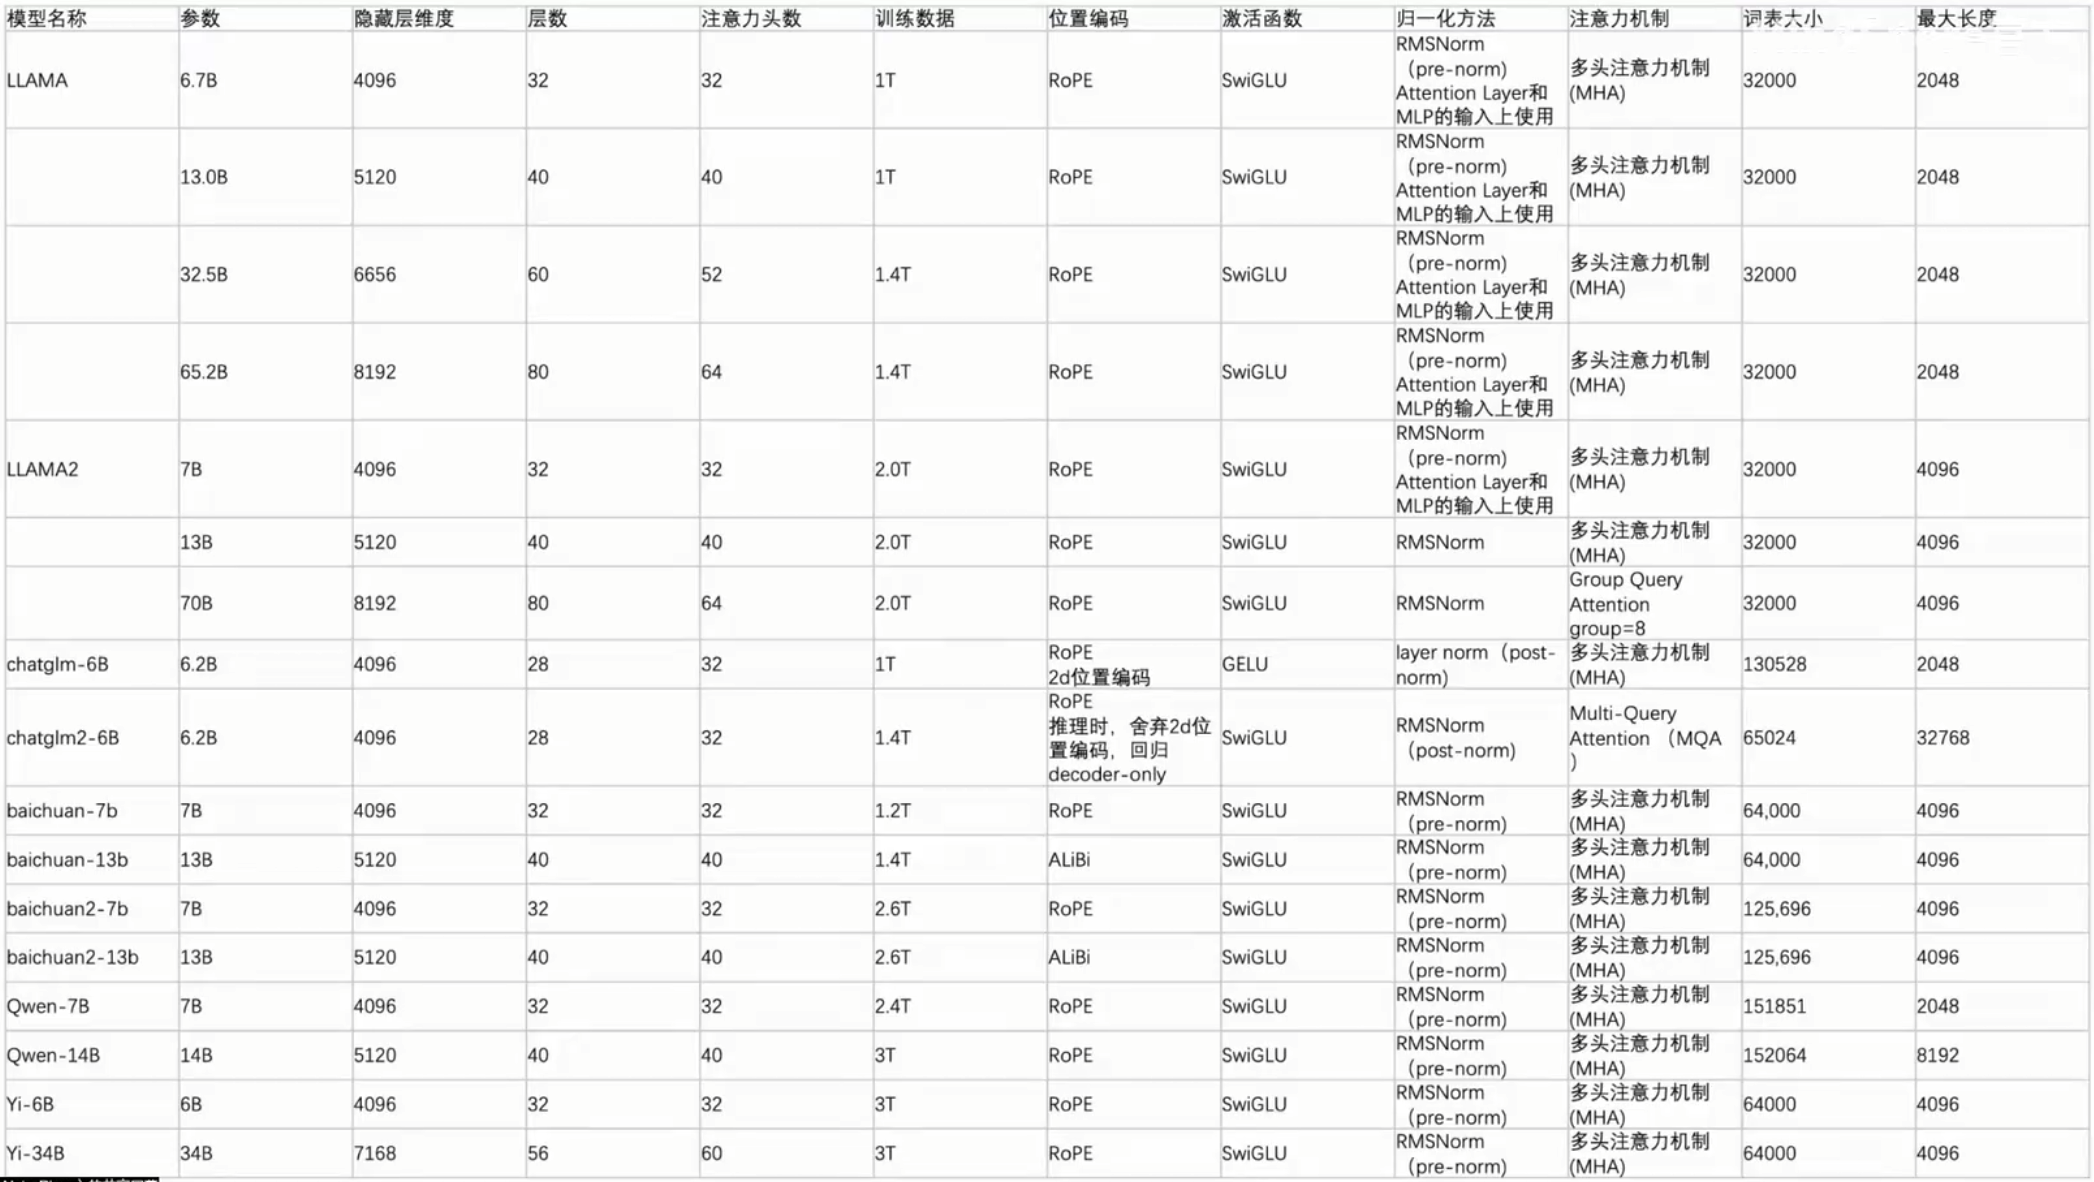 模型名称 参数 隐藏层维度 层数 注意力头数 训练数据 位置编码 激活函数 归一化方法 注意力机制 词表大小 最大长度
LLAMA 6.7B 4096 32 32 1T RoPE SwiGLU RMSNorm (pre-norm) Attention Layer和MLP的输入上使用 多头注意力机制(MHA) 32000 2048
13.0B 5120 40 40 1T RoPE SwiGLU RMSNorm (pre-norm) Attention Layer和MLP的输入上使用 多头注意力机制(MHA) 32000 2048
32.5B 6656 60 52 1.4T RoPE SwiGLU RMSNorm (pre-norm) Attention Layer和MLP的输入上使用 多头注意力机制(MHA) 32000 2048
65.2B 8192 80 64 1.4T RoPE SwiGLU RMSNorm (pre-norm) Attention Layer和MLP的输入上使用 多头注意力机制(MHA) 32000 2048
LLAMA2 7B 4096 32 32 2.0T RoPE SwiGLU RMSNorm (pre-norm) Attention Layer和MLP的输入上使用 多头注意力机制(MHA) 32000 4096
13B 5120 40 40 2.0T RoPE SwiGLU RMSNorm 多头注意力机制(MHA) 32000 4096
70B 8192 80 64 2.0T RoPE SwiGLU RMSNorm Group Query Attention group=8 32000 4096
chatglm-6B 6.2B 4096 28 32 1T RoPE 2d位置编码 GELU layer norm（post-norm) 多头注意力机制(MHA) 130528 2048
chatglm2-6B 6.2B 4096 28 32 1.4T RoPE 推理时，舍弃2d位置编码，回归decoder-only SwiGLU RMSNorm (post-norm) Multi-Query Attention （MQA） 65024 32768
baichuan-7b 7B 4096 32 32 1.2T RoPE SwiGLU RMSNorm (pre-norm) 多头注意力机制(MHA) 64,000 4096
baichuan-13b 13B 5120 40 40 1.4T ALiBi SwiGLU RMSNorm (pre-norm) 多头注意力机制(MHA) 64,000 4096
baichuan2-7b 7B 4096 32 32 2.6T RoPE SwiGLU RMSNorm (pre-norm) 多头注意力机制(MHA) 125,696 4096
baichuan2-13b 13B 5120 40 40 2.6T ALiBi SwiGLU RMSNorm (pre-norm) 多头注意力机制(MHA) 125,696 4096
Qwen-7B 7B 4096 32 32 2.4T RoPE SwiGLU RMSNorm (pre-norm) 多头注意力机制(MHA) 151851 2048
Qwen-14B 14B 5120 40 40 3T RoPE SwiGLU RMSNorm (pre-norm) 多头注意力机制(MHA) 152064 8192
Yi-6B 6B 4096 32 32 3T RoPE SwiGLU RMSNorm (pre-norm) 多头注意力机制(MHA) 64000 4096
Yi-34B 34B 7168 56 60 3T RoPE SwiGLU RMSNorm (pre-norm) 多头注意力机制(MHA) 64000 4096